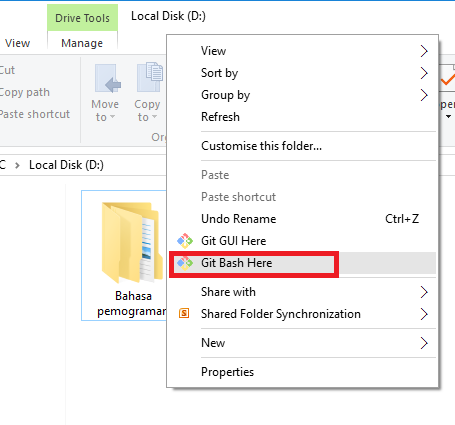 Drive Tools
Local Disk (D:)
View
Manage
Cut
Copy path
Paste shortcut
Move
to
Copy
to
C
Local Disk (D:)
Bahasa
pemograman
View
Sort by
Group by
Refresh
Customise this folder...
Paste
Paste shortcut
Undo Rename Ctrl+Z
Git GUI Here
Git Bash Here
Share with
S Shared Folder Synchronization
New
Properties